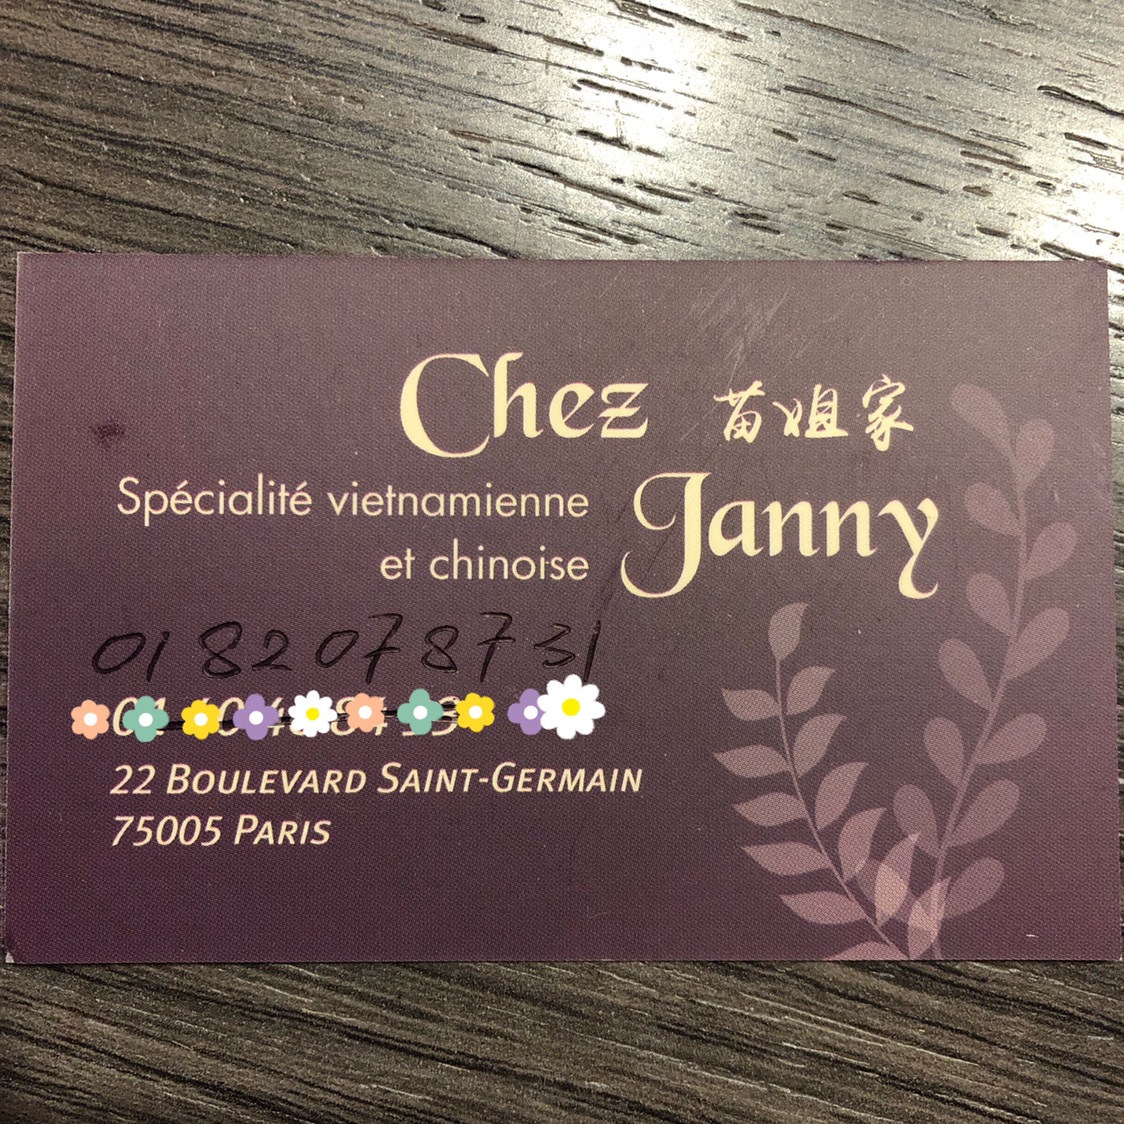 Chez 苗姐家
Janny
Spécialité vietnamienne
et chinoise
01 82 07 87 31
22 BOULEVARD SAINT-GERMAIN
75005 PARIS